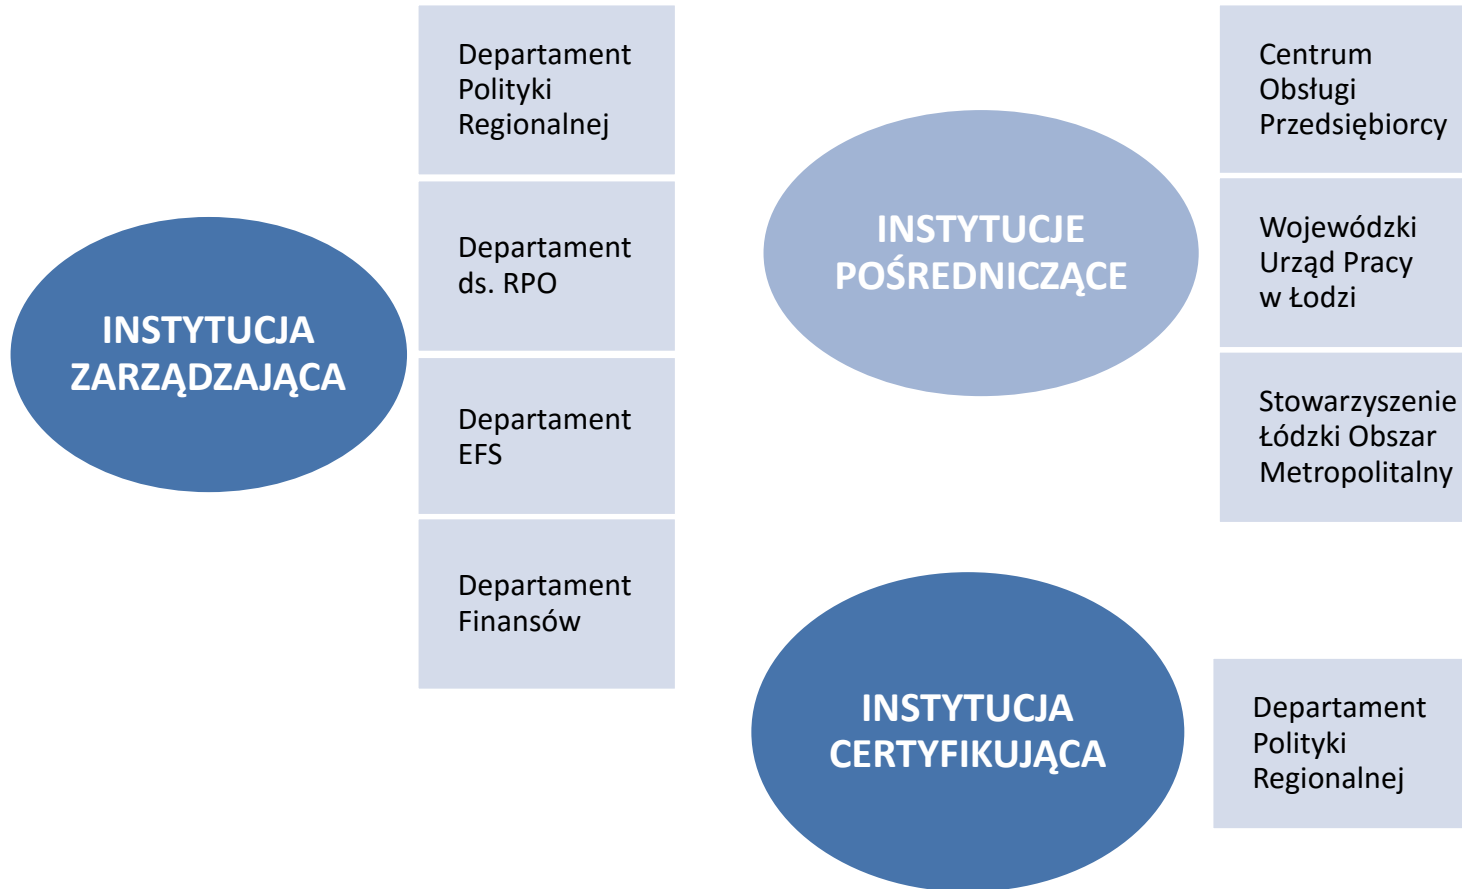 INSTYTUCJA
ZARZĄDZAJĄCA
Departament
Polityki
Regionalnej
Departament
ds. RPO
Departament
EFS
Departament
Finansów
INSTYTUCJE
POŚREDNICZĄCE
Centrum
Obsługi
Przedsiębiorcy
Wojewódzki
Urząd Pracy
w Łodzi
Stowarzyszenie
Łódzki Obszar
Metropolitalny
INSTYTUCJA
CERTYFIKUJĄCA
Departament
Polityki
Regionalnej